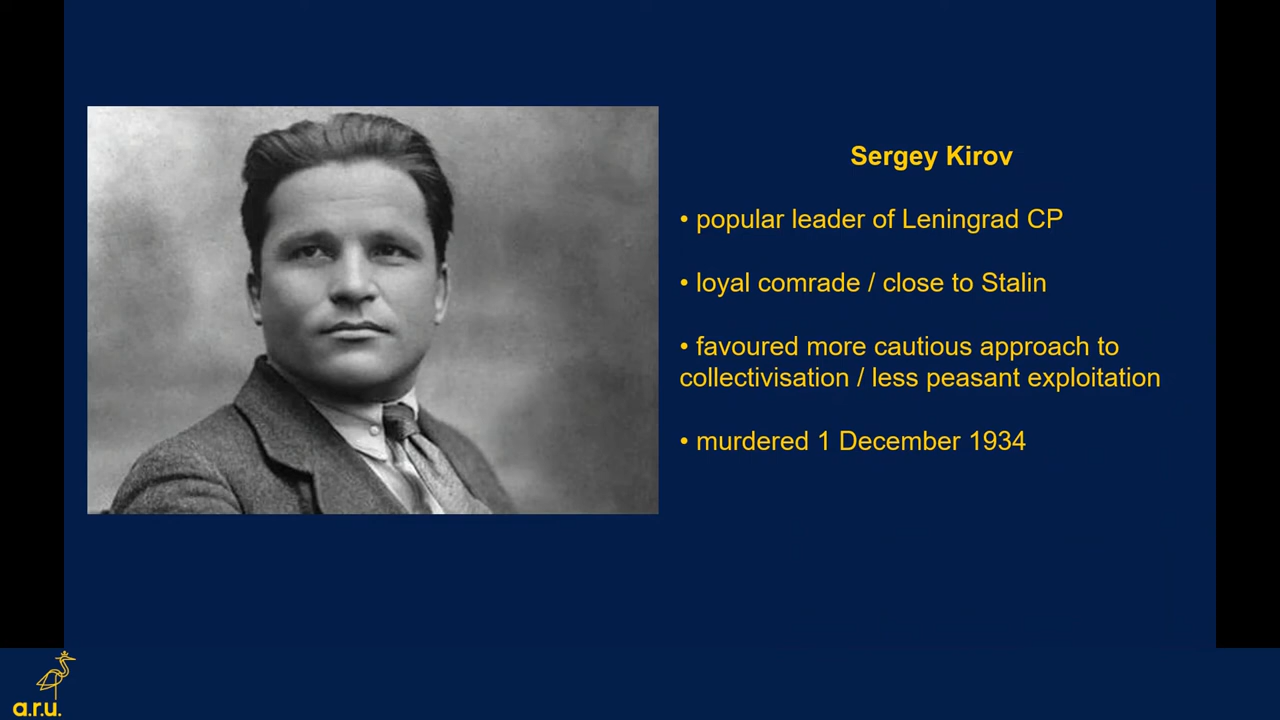 Sergey Kirov
• popular leader of Leningrad CP
• loyal comrade / close to Stalin
• favoured more cautious approach to
collectivisation / less peasant exploitation
• murdered 1 December 1934
a.r.u.